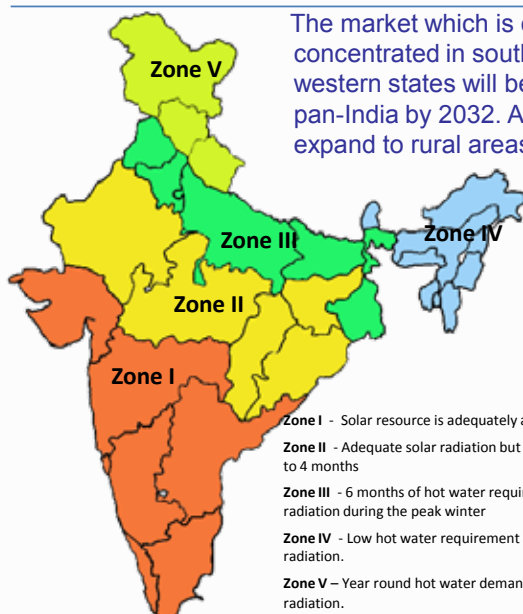 The market which is
concentrated in south
western states will be
pan-India by 2032. A
expand to rural areas
Zone V
Zone III
Zone IV
Zone II
Zone I
Zone I - Solar resource is adequately a
Zone II - Adequate solar radiation but
to 4 months
Zone III - 6 months of hot water requi
radiation during the peak winter
Zone IV - Low hot water requirement
radiation.
Zone V – Year round hot water deman
radiation.